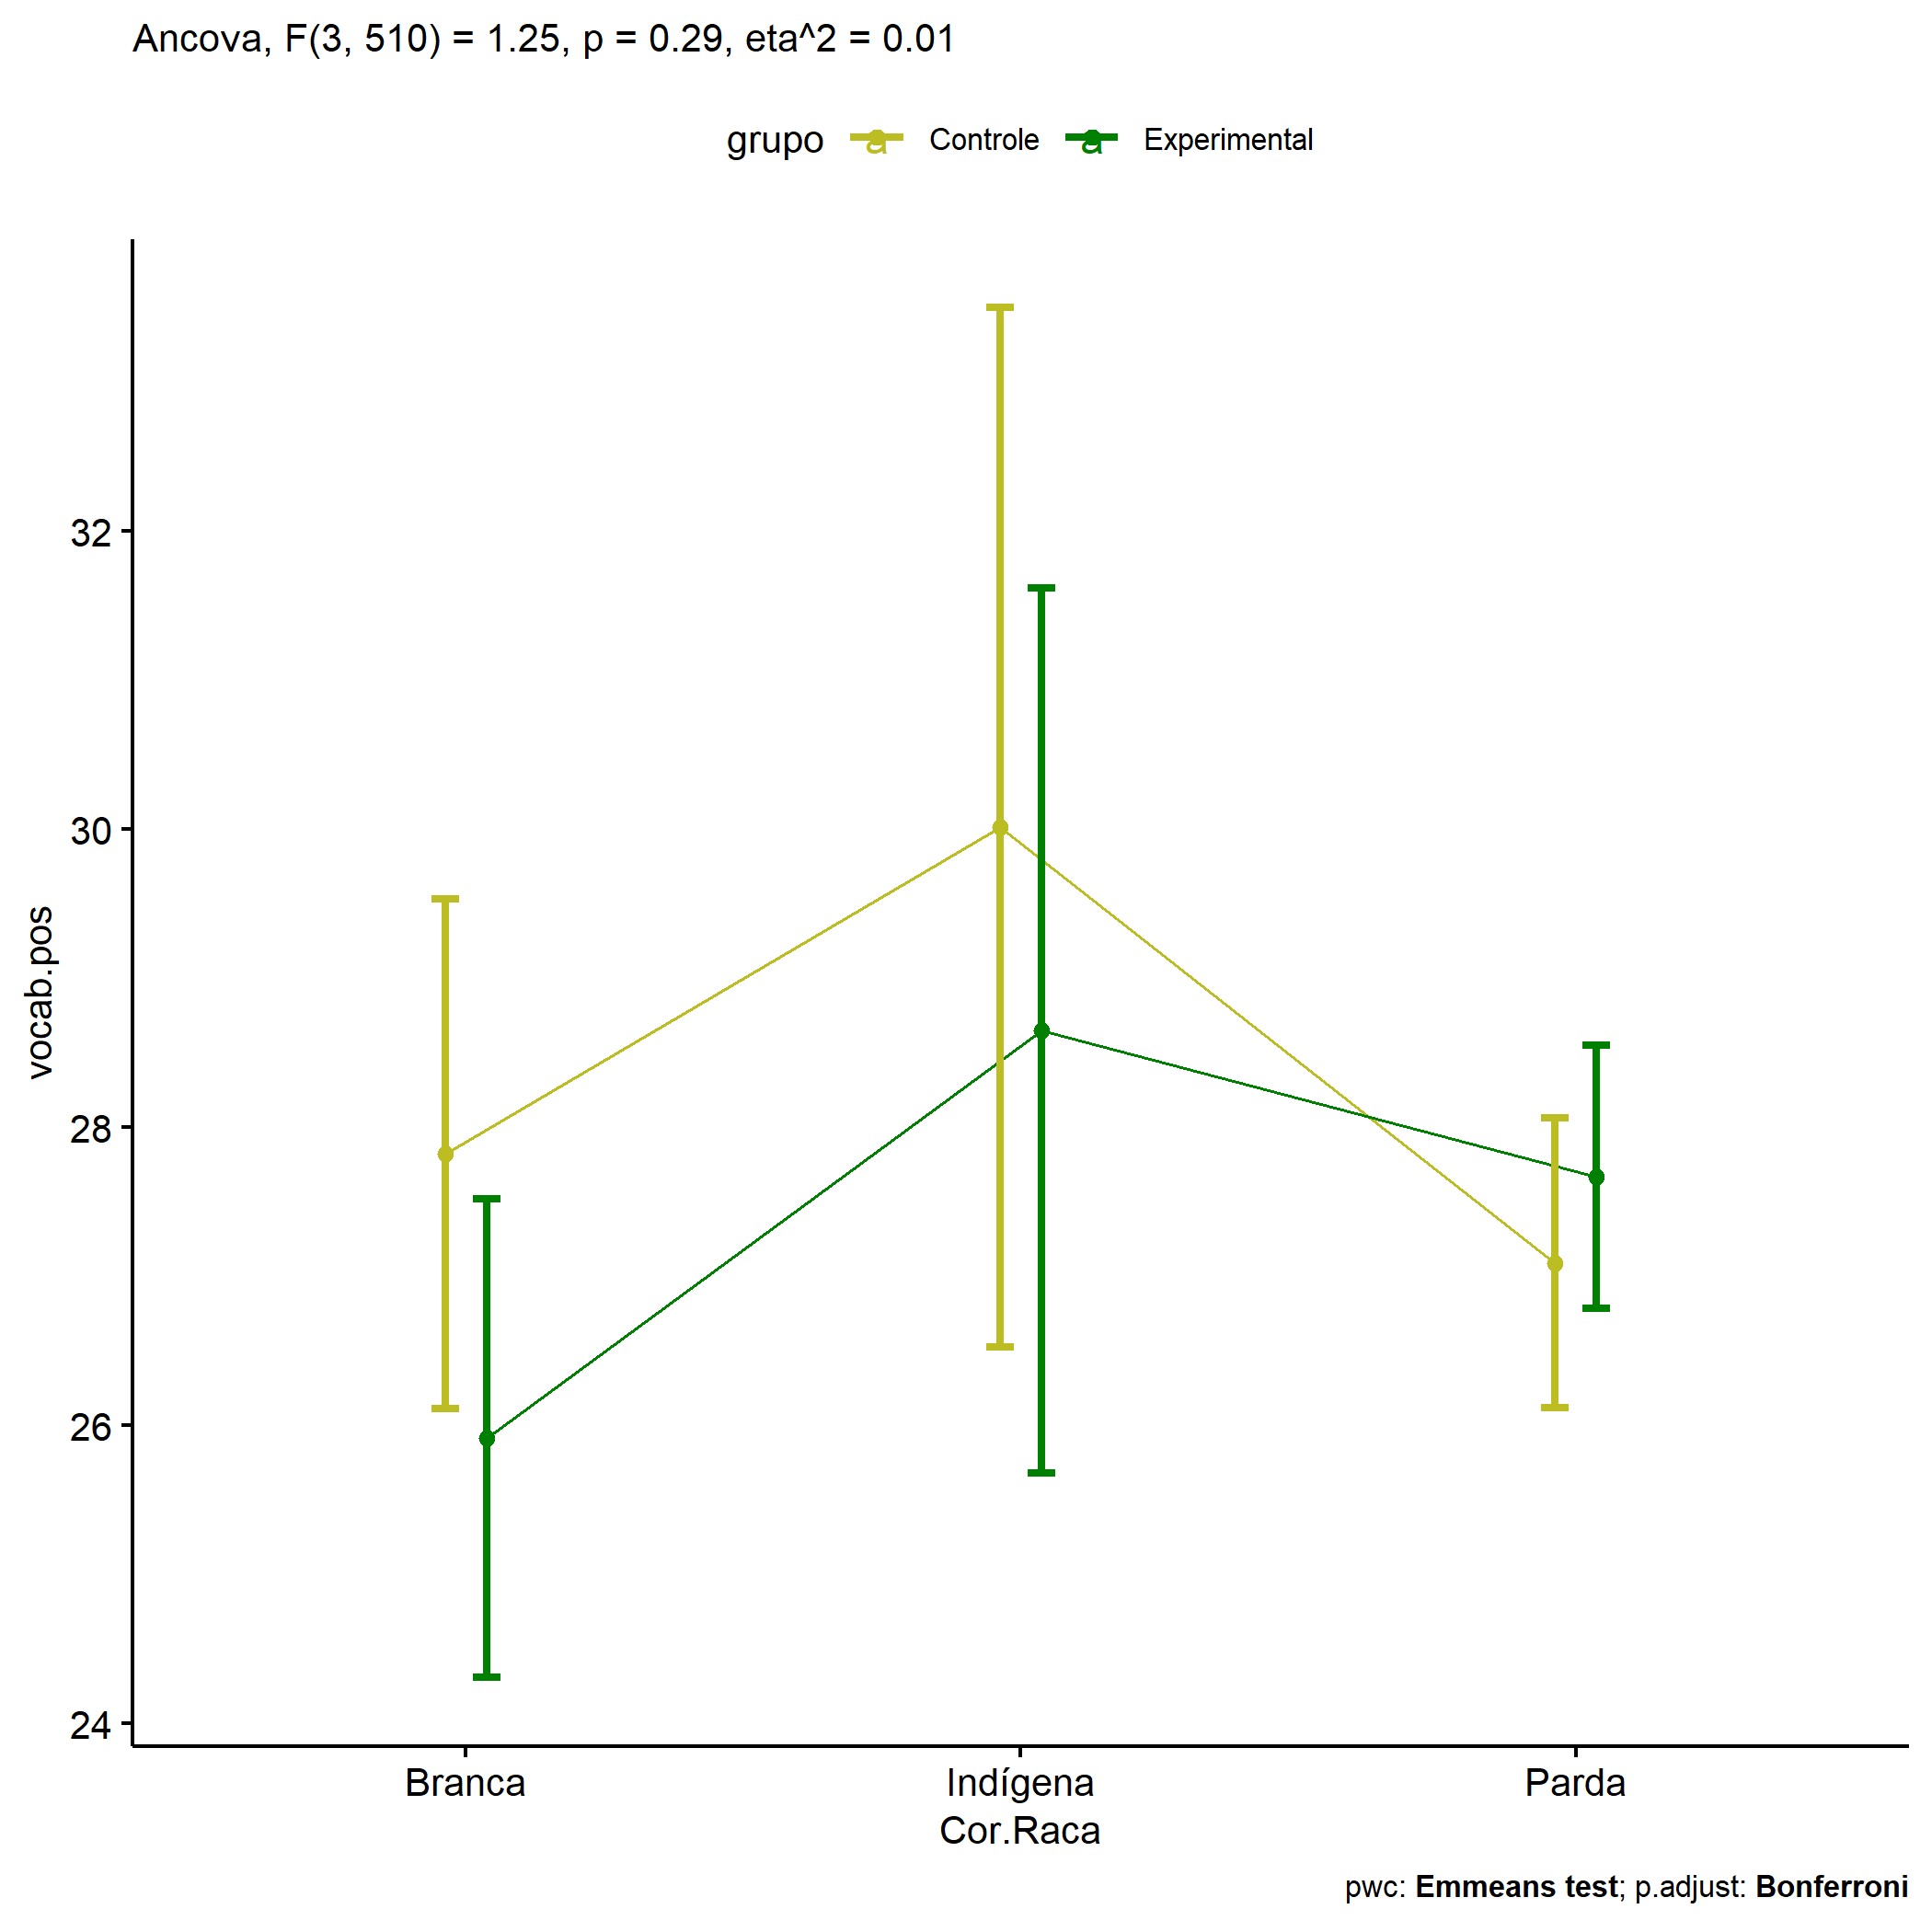 Ancova, F(3, 510) = 1.25, p = 0.29, eta^2 = 0.01
grupo a Controle a Experimental
32
30
28
26
24
vocab.pos
Branca Indígena Parda
Cor.Raca
pwc: Emmeans test; p.adjust: Bonferroni